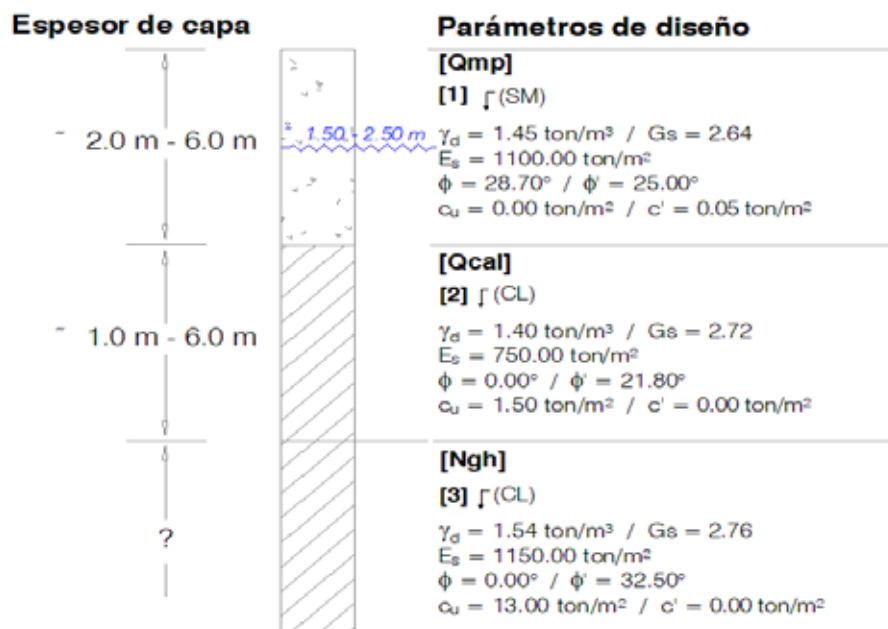 Espesor de capa
Parámetros de diseño
[Qmp]
[1] (SM)
~ 2.0 m - 6.0 m
1.50 - 2.50 m
γd = 1.45 ton/m³ / Gs = 2.64
Es = 1100.00 ton/m²
ϕ = 28.70° / ϕ' = 25.00°
cu = 0.00 ton/m² / c' = 0.05 ton/m²
[Qcal]
[2] (CL)
~ 1.0 m - 6.0 m
γd = 1.40 ton/m³ / Gs = 2.72
Es = 750.00 ton/m²
ϕ = 0.00° / ϕ' = 21.80°
cu = 1.50 ton/m² / c' = 0.00 ton/m²
[Ngh]
[3] (CL)
?
γd = 1.54 ton/m³ / Gs = 2.76
Es = 1150.00 ton/m²
ϕ = 0.00° / ϕ' = 32.50°
cu = 13.00 ton/m² / c' = 0.00 ton/m²